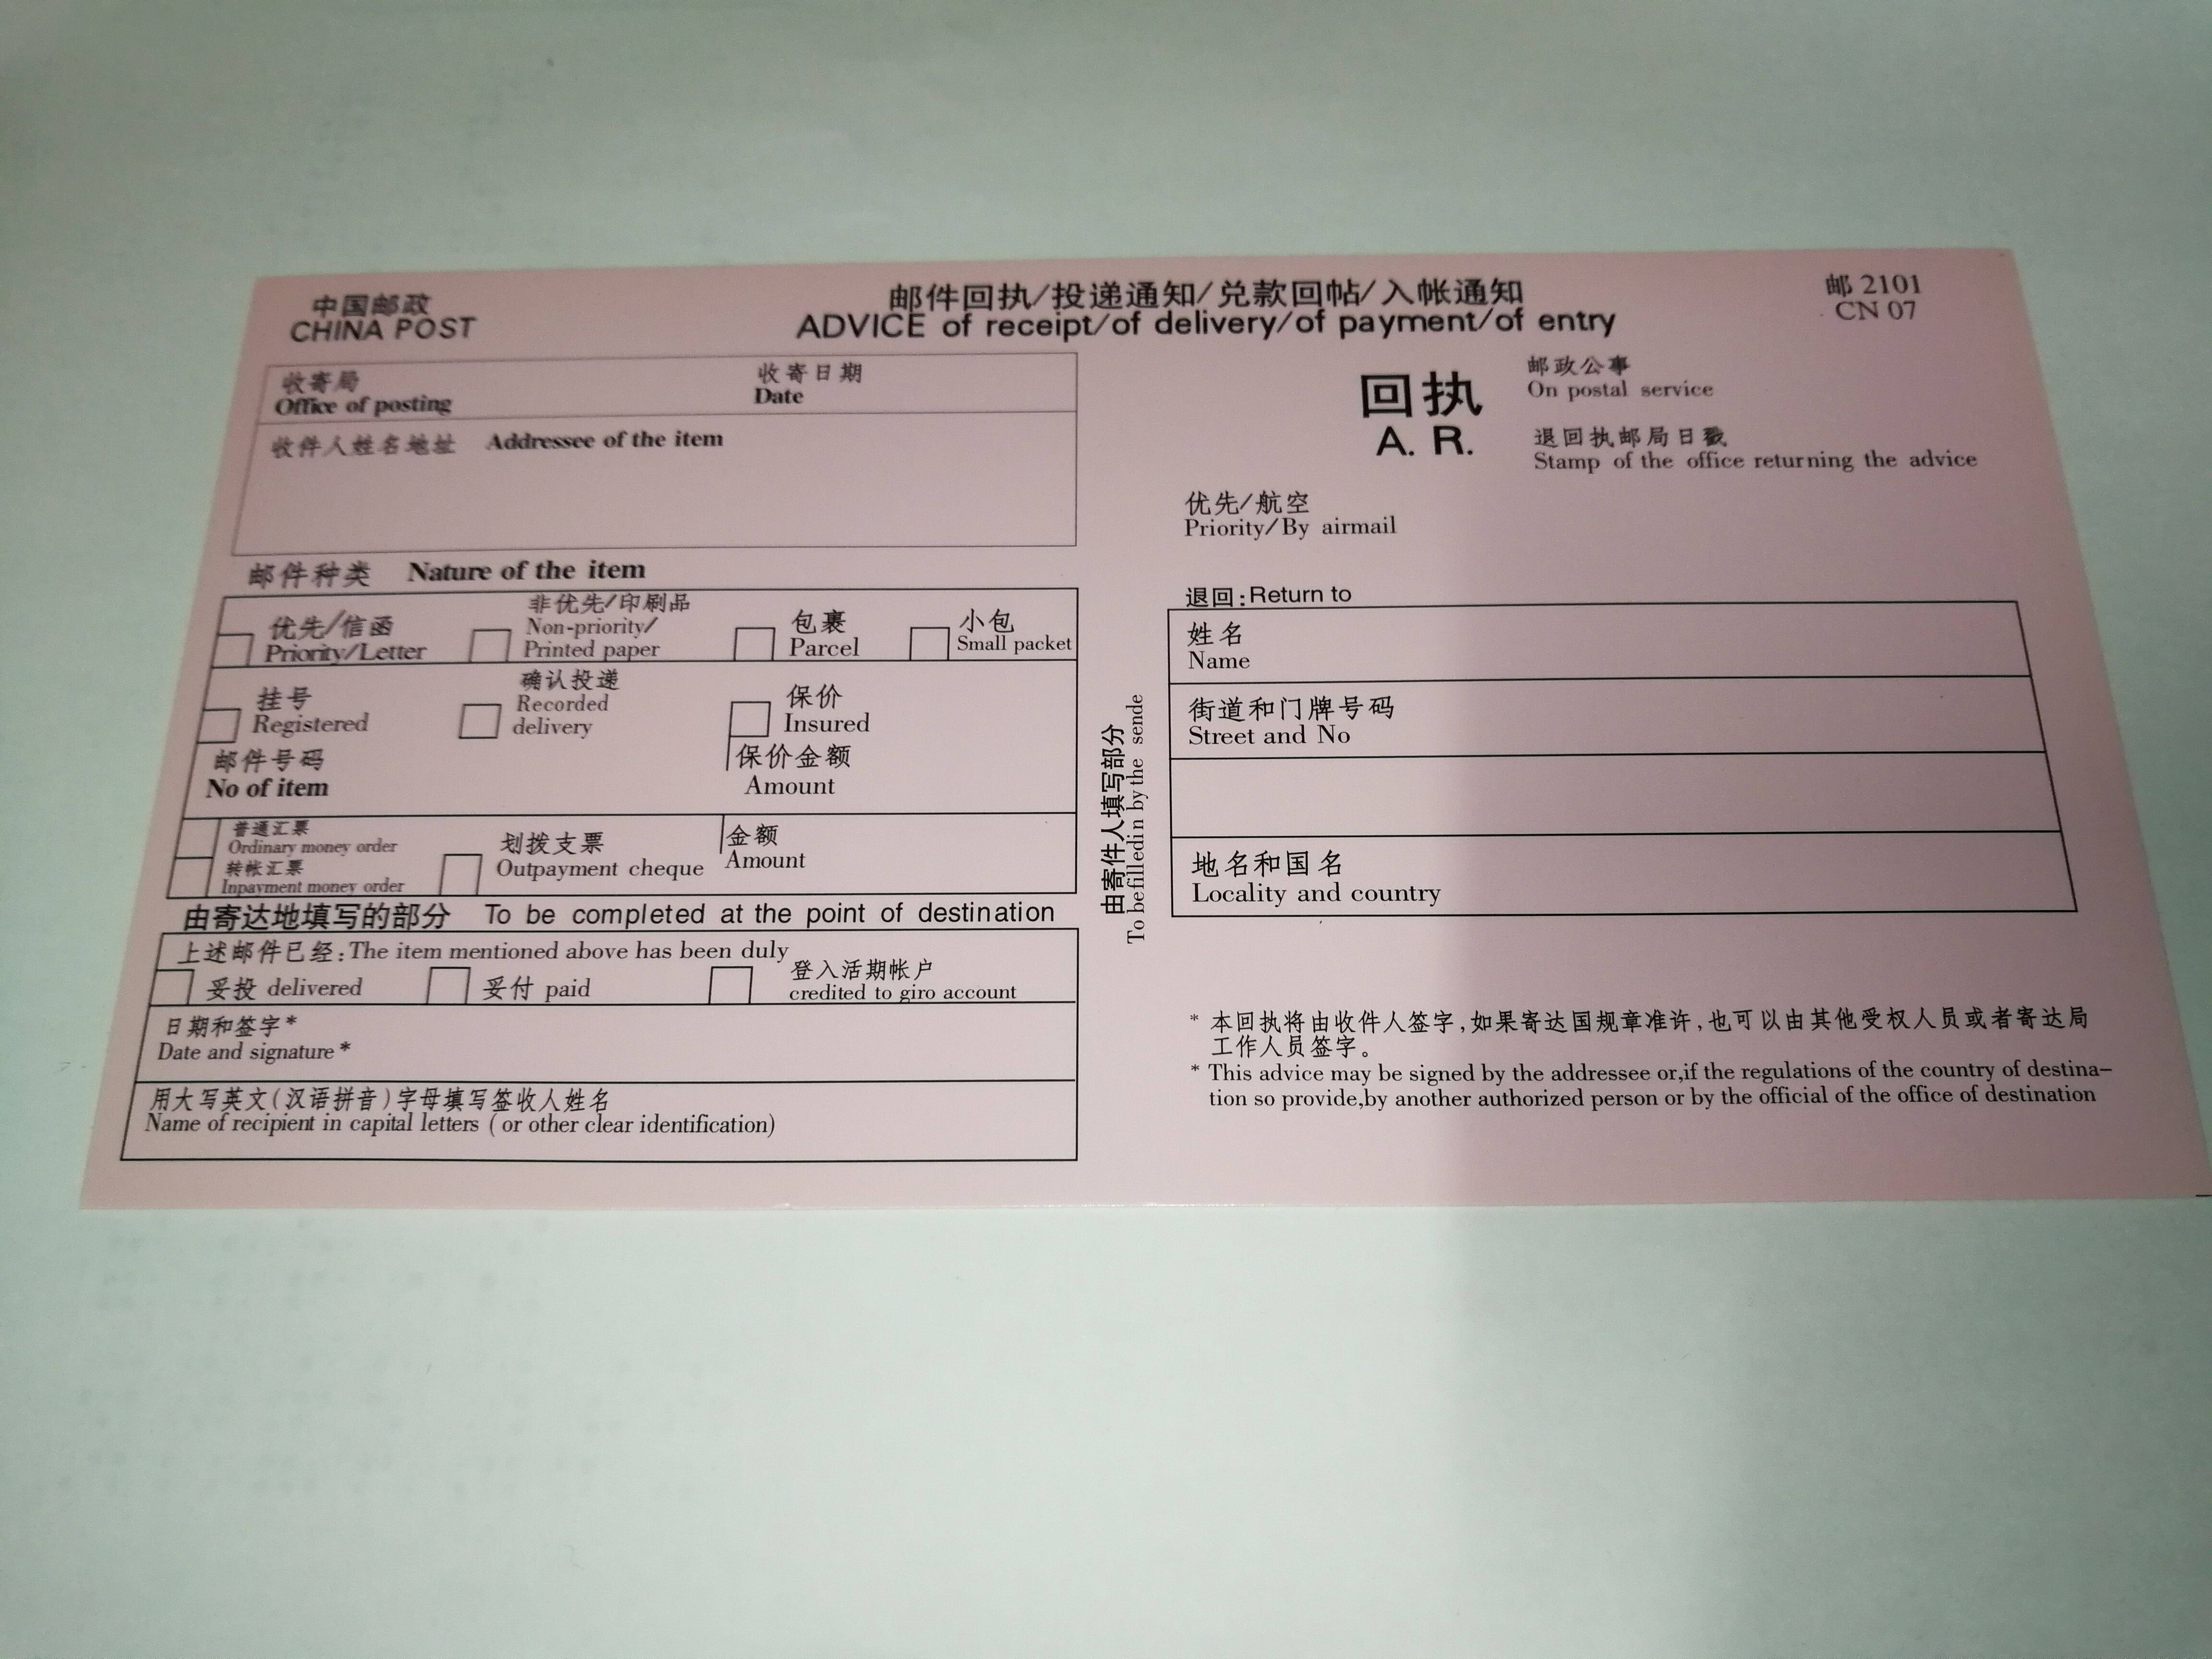 中国邮政
CHINA POST
邮件回执/投递通知/兑款回帖/入帐通知
ADVICE of receipt/of delivery/of payment/of entry
邮 2101
CN 07
收寄局
Office of posting
收寄日期
Date
收件人姓名地址 Addressee of the item
邮件种类 Nature of the item
优先/信函
Priority/Letter
非优先/印刷品
Non-priority/
Printed paper
包裹
Parcel
小包
Small packet
挂号
Registered
确认投递
Recorded
delivery
保价
Insured
邮件号码
No of item
保价金额
Amount
普通汇票
Ordinary money order
转帐汇票
Inpayment money order
划拨支票
Outpayment cheque
金额
Amount
由寄达地填写的部分 To be completed at the point of destination
上述邮件已经:The item mentioned above has been duly
妥投 delivered
妥付 paid
登入活期帐户
credited to giro account
日期和签字*
Date and signature*
用大写英文(汉语拼音)字母填写签收人姓名
Name of recipient in capital letters (or other clear identification)
由寄件人填写部分
To be filledin by the sende
回执
A. R.
邮政公事
On postal service
退回执邮局日戳
Stamp of the office returning the advice
优先/航空
Priority/By airmail
退回:Return to
姓名
Name
街道和门牌号码
Street and No
地名和国名
Locality and country
* 本回执将由收件人签字,如果寄达国规章准许,也可以由其他受权人员或者寄达局
工作人员签字。
* This advice may be signed by the addressee or,if the regulations of the country of destina–
tion so provide,by another authorized person or by the official of the office of destination